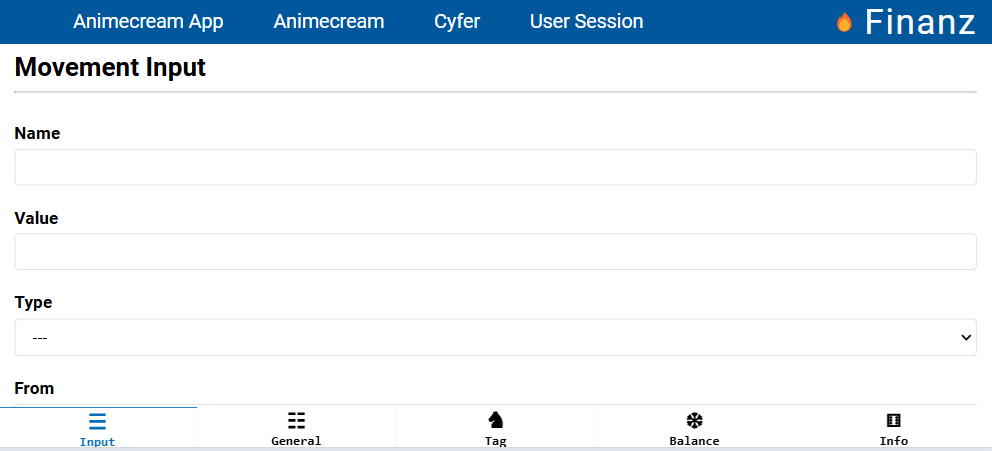 Animecream App Animecream Cyfer User Session Finanz
Movement Input
Name
Value
Type
---
From
Input General Tag Balance Info